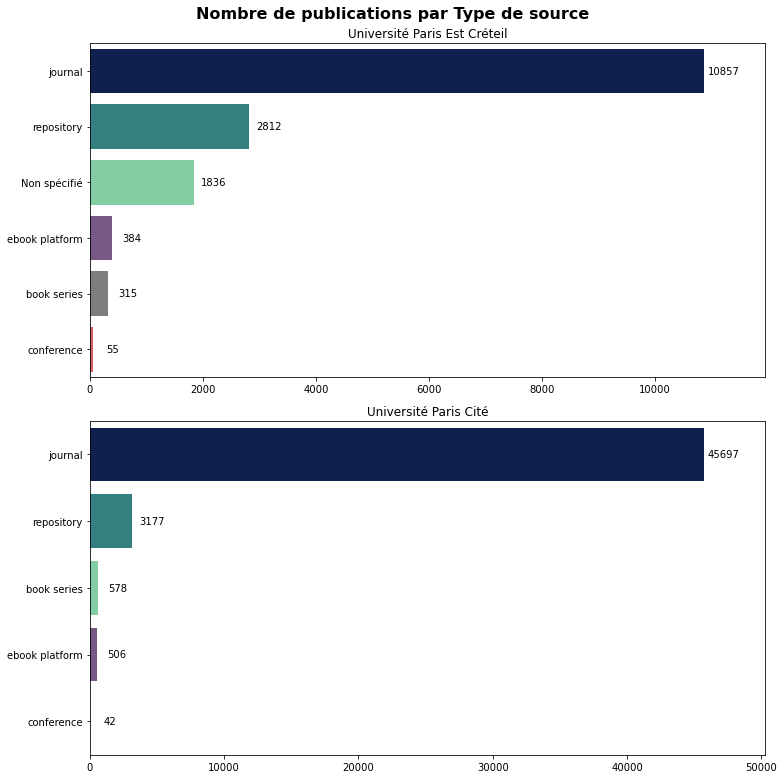 Nombre de publications par Type de source
Université Paris Est Créteil
journal 10857
repository 2812
Non spécifié 1836
ebook platform 384
book series 315
conference 55
0 2000 4000 6000 8000 10000
Université Paris Cité
journal 45697
repository 3177
book series 578
ebook platform 506
conference 42
0 10000 20000 30000 40000 50000